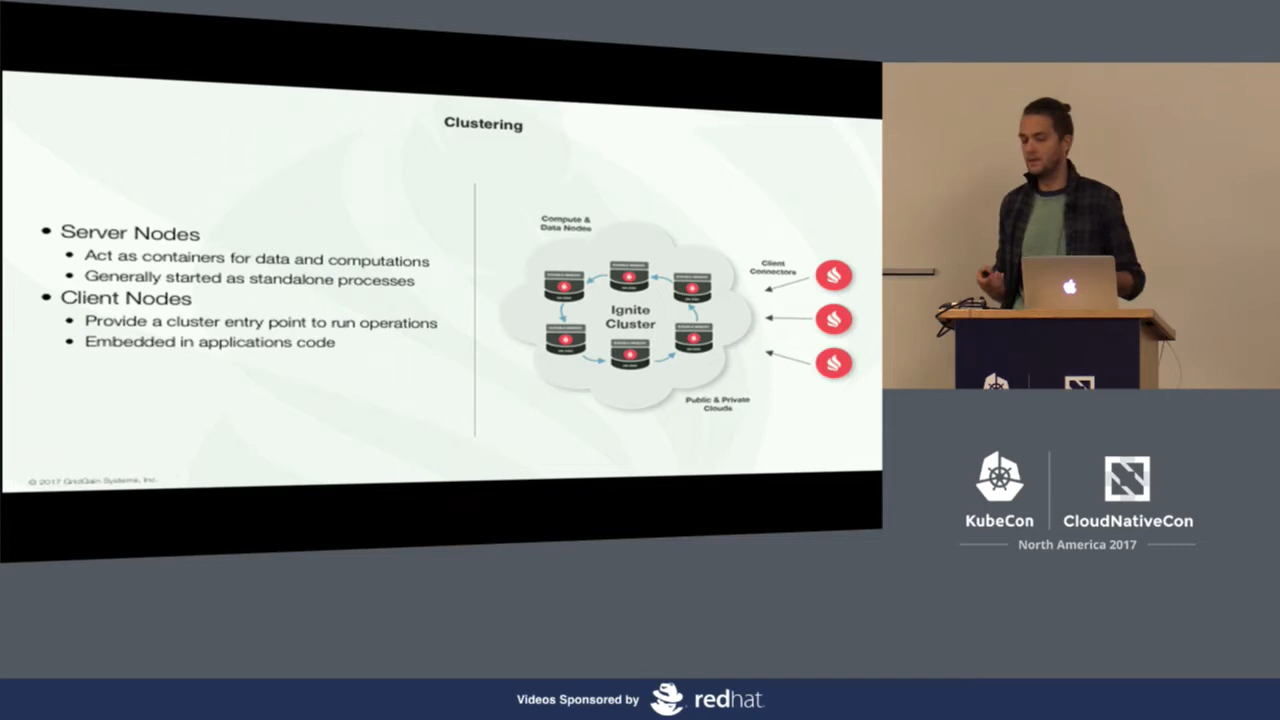 Clustering
• Server Nodes
• Act as containers for data and computations
• Generally started as standalone processes
• Client Nodes
• Provide a cluster entry point to run operations
• Embedded in applications code
Compute &
Data Nodes
Client
Connectors
Ignite
Cluster
Public & Private
Clouds
© 2017 GridGain Systems, Inc.
KubeCon
CloudNativeCon
North America 2017
Videos Sponsored by
redhat